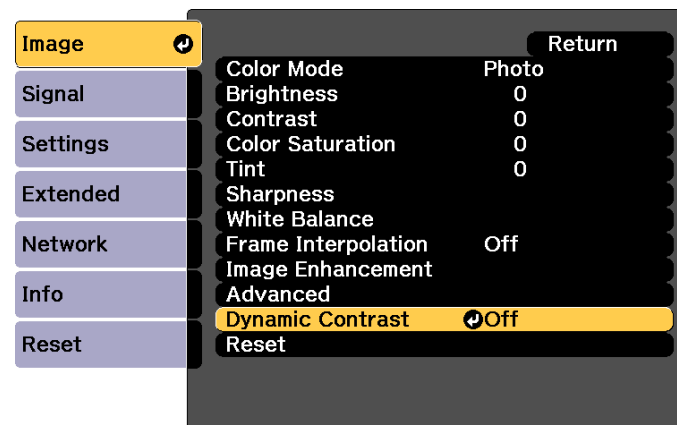 Image
Signal
Settings
Extended
Network
Info
Reset
Return
Color Mode Photo
Brightness 0
Contrast 0
Color Saturation 0
Tint 0
Sharpness
White Balance
Frame Interpolation Off
Image Enhancement
Advanced
Dynamic Contrast Off
Reset